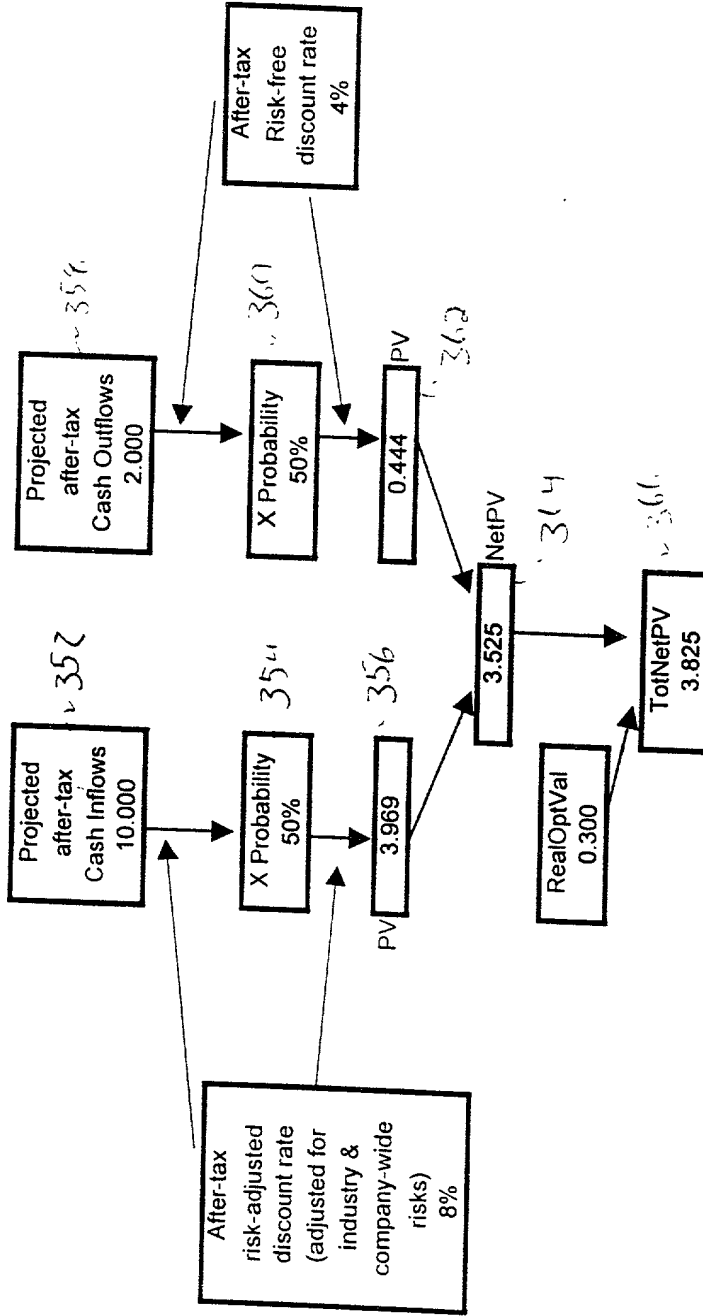 Projected
after-tax
Cash Inflows
10.000
352
Projected
after-tax
Cash Outflows
2.000
After-tax
risk-adjusted
discount rate
(adjusted for
industry &
company-wide
risks)
8%
X Probability
50%
354
X Probability
50%
360
After-tax
Risk-free
discount rate
4%
PV
3.969
356
0.444
PV
362
3.525
NetPV
RealOptVal
0.300
TotNetPV
3.825